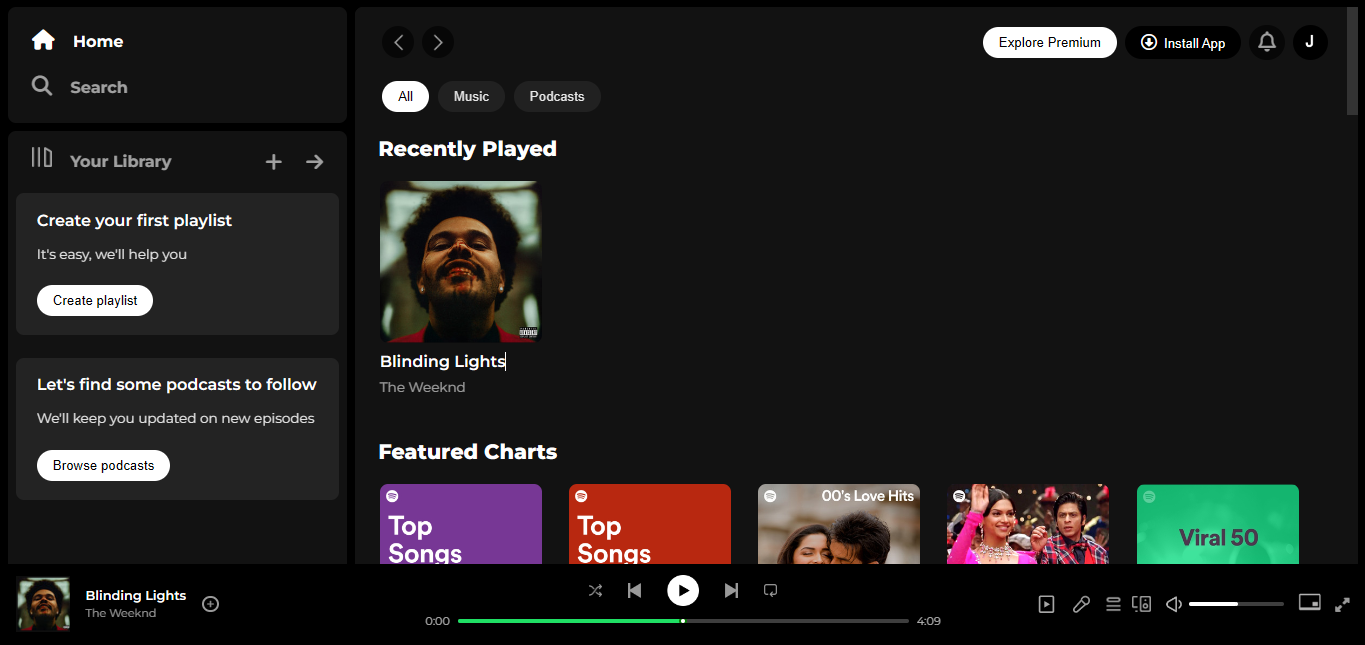 Home
Search
Your Library
Create your first playlist
It's easy, we'll help you
Create playlist
Let's find some podcasts to follow
We'll keep you updated on new episodes
Browse podcasts
Explore Premium
Install App
J
All
Music
Podcasts
Recently Played
Blinding Lights
The Weeknd
Featured Charts
Top
Songs
Top
Songs
00's Love Hits
Viral 50
Blinding Lights
The Weeknd
0:00
4:09